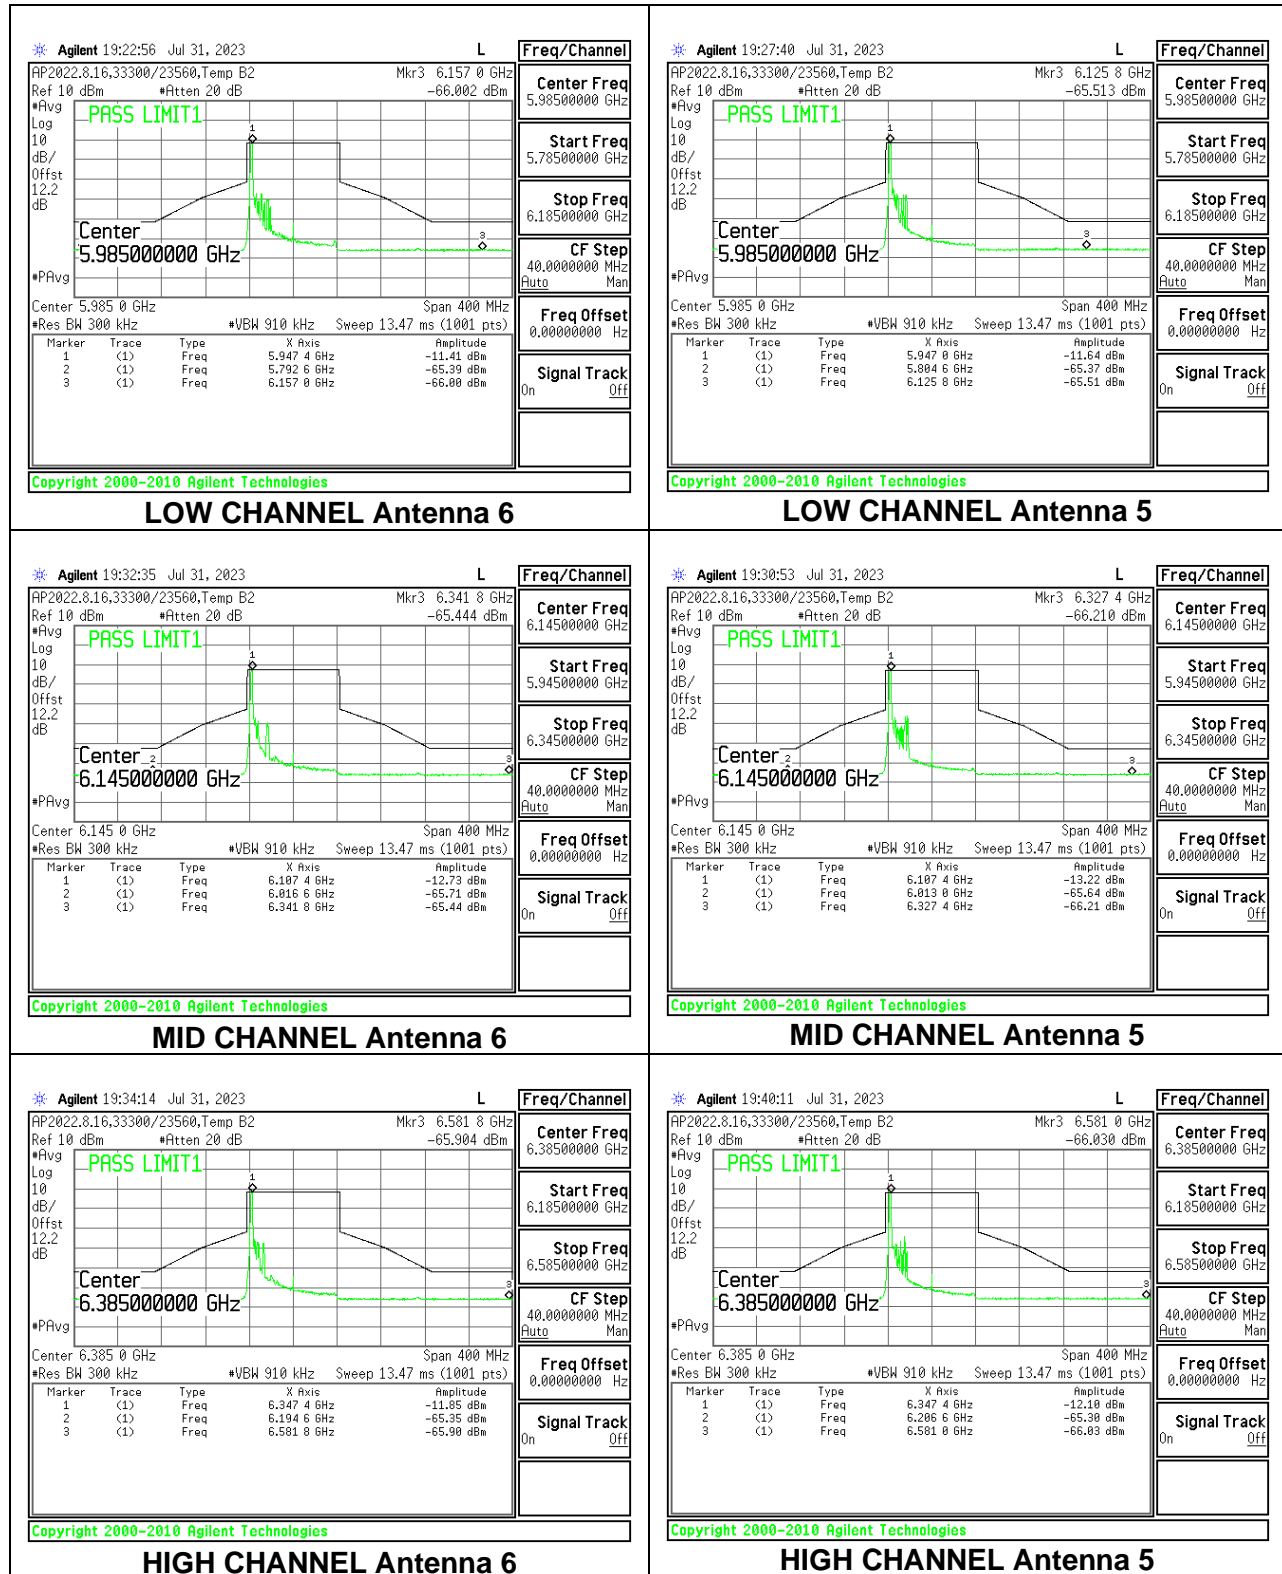 Agilent 19:22:56 Jul 31, 2023 L
AP2022.8.16,33300/23560,Temp B2 Mkr3 6.157 0 GHz
Ref 10 dBm #Atten 20 dB -66.002 dBm
#Avg
Log
10
dB/
Offst
12.2
dB
#PAvg
PASS LIMIT1
1
3
Center
5.985000000 GHz
Center 5.985 0 GHz Span 400 MHz
#Res BW 300 kHz #VBW 910 kHz Sweep 13.47 ms (1001 pts)
Marker Trace Type X Axis Amplitude
1 (1) Freq 5.947 4 GHz -11.41 dBm
2 (1) Freq 5.792 6 GHz -65.39 dBm
3 (1) Freq 6.157 0 GHz -66.00 dBm
Freq/Channel
Center Freq
5.98500000 GHz
Start Freq
5.78500000 GHz
Stop Freq
6.18500000 GHz
CF Step
40.0000000 MHz
Auto Man
Freq Offset
0.00000000 Hz
Signal Track
On Off
Copyright 2000-2010 Agilent Technologies
LOW CHANNEL Antenna 6
Agilent 19:27:40 Jul 31, 2023 L
AP2022.8.16,33300/23560,Temp B2 Mkr3 6.125 8 GHz
Ref 10 dBm #Atten 20 dB -65.513 dBm
#Avg
Log
10
dB/
Offst
12.2
dB
#PAvg
PASS LIMIT1
1
3
Center
5.985000000 GHz
Center 5.985 0 GHz Span 400 MHz
#Res BW 300 kHz #VBW 910 kHz Sweep 13.47 ms (1001 pts)
Marker Trace Type X Axis Amplitude
1 (1) Freq 5.947 0 GHz -11.64 dBm
2 (1) Freq 5.804 6 GHz -65.37 dBm
3 (1) Freq 6.125 8 GHz -65.51 dBm
Freq/Channel
Center Freq
5.98500000 GHz
Start Freq
5.78500000 GHz
Stop Freq
6.18500000 GHz
CF Step
40.0000000 MHz
Auto Man
Freq Offset
0.00000000 Hz
Signal Track
On Off
Copyright 2000-2010 Agilent Technologies
LOW CHANNEL Antenna 5
Agilent 19:32:35 Jul 31, 2023 L
AP2022.8.16,33300/23560,Temp B2 Mkr3 6.341 8 GHz
Ref 10 dBm #Atten 20 dB -65.444 dBm
#Avg
Log
10
dB/
Offst
12.2
dB
#PAvg
PASS LIMIT1
1
2
3
Center
6.145000000 GHz
Center 6.145 0 GHz Span 400 MHz
#Res BW 300 kHz #VBW 910 kHz Sweep 13.47 ms (1001 pts)
Marker Trace Type X Axis Amplitude
1 (1) Freq 6.107 4 GHz -12.73 dBm
2 (1) Freq 6.016 6 GHz -65.71 dBm
3 (1) Freq 6.341 8 GHz -65.44 dBm
Freq/Channel
Center Freq
6.14500000 GHz
Start Freq
5.94500000 GHz
Stop Freq
6.34500000 GHz
CF Step
40.0000000 MHz
Auto Man
Freq Offset
0.00000000 Hz
Signal Track
On Off
Copyright 2000-2010 Agilent Technologies
MID CHANNEL Antenna 6
Agilent 19:30:53 Jul 31, 2023 L
AP2022.8.16,33300/23560,Temp B2 Mkr3 6.327 4 GHz
Ref 10 dBm #Atten 20 dB -66.210 dBm
#Avg
Log
10
dB/
Offst
12.2
dB
#PAvg
PASS LIMIT1
1
2
3
Center
6.145000000 GHz
Center 6.145 0 GHz Span 400 MHz
#Res BW 300 kHz #VBW 910 kHz Sweep 13.47 ms (1001 pts)
Marker Trace Type X Axis Amplitude
1 (1) Freq 6.107 4 GHz -13.22 dBm
2 (1) Freq 6.013 0 GHz -65.64 dBm
3 (1) Freq 6.327 4 GHz -66.21 dBm
Freq/Channel
Center Freq
6.14500000 GHz
Start Freq
5.94500000 GHz
Stop Freq
6.34500000 GHz
CF Step
40.0000000 MHz
Auto Man
Freq Offset
0.00000000 Hz
Signal Track
On Off
Copyright 2000-2010 Agilent Technologies
MID CHANNEL Antenna 5
Agilent 19:34:14 Jul 31, 2023 L
AP2022.8.16,33300/23560,Temp B2 Mkr3 6.581 8 GHz
Ref 10 dBm #Atten 20 dB -65.904 dBm
#Avg
Log
10
dB/
Offst
12.2
dB
#PAvg
PASS LIMIT1
1
3
Center
6.385000000 GHz
Center 6.385 0 GHz Span 400 MHz
#Res BW 300 kHz #VBW 910 kHz Sweep 13.47 ms (1001 pts)
Marker Trace Type X Axis Amplitude
1 (1) Freq 6.347 4 GHz -11.85 dBm
2 (1) Freq 6.194 6 GHz -65.35 dBm
3 (1) Freq 6.581 8 GHz -65.90 dBm
Freq/Channel
Center Freq
6.38500000 GHz
Start Freq
6.18500000 GHz
Stop Freq
6.58500000 GHz
CF Step
40.0000000 MHz
Auto Man
Freq Offset
0.00000000 Hz
Signal Track
On Off
Copyright 2000-2010 Agilent Technologies
HIGH CHANNEL Antenna 6
Agilent 19:40:11 Jul 31, 2023 L
AP2022.8.16,33300/23560,Temp B2 Mkr3 6.581 0 GHz
Ref 10 dBm #Atten 20 dB -66.030 dBm
#Avg
Log
10
dB/
Offst
12.2
dB
#PAvg
PASS LIMIT1
1
3
Center
6.385000000 GHz
Center 6.385 0 GHz Span 400 MHz
#Res BW 300 kHz #VBW 910 kHz Sweep 13.47 ms (1001 pts)
Marker Trace Type X Axis Amplitude
1 (1) Freq 6.347 4 GHz -12.10 dBm
2 (1) Freq 6.206 6 GHz -65.30 dBm
3 (1) Freq 6.581 0 GHz -66.03 dBm
Freq/Channel
Center Freq
6.38500000 GHz
Start Freq
6.18500000 GHz
Stop Freq
6.58500000 GHz
CF Step
40.0000000 MHz
Auto Man
Freq Offset
0.00000000 Hz
Signal Track
On Off
Copyright 2000-2010 Agilent Technologies
HIGH CHANNEL Antenna 5